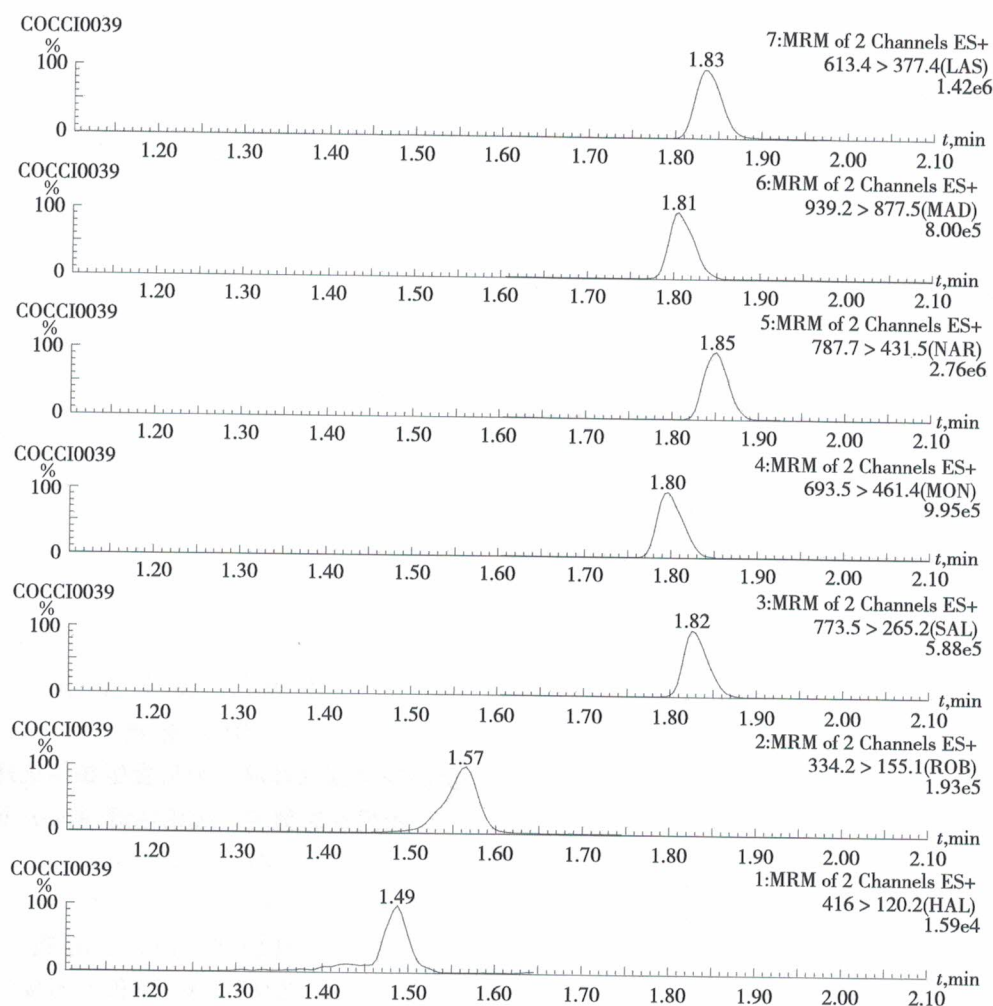 COCCI0039
%
100
0
1.83
7:MRM of 2 Channels ES+
613.4 > 377.4(LAS)
1.42e6
1.20 1.30 1.40 1.50 1.60 1.70 1.80 1.90 2.00 2.10
t,min
COCCI0039
%
100
0
1.81
6:MRM of 2 Channels ES+
939.2 > 877.5(MAD)
8.00e5
1.20 1.30 1.40 1.50 1.60 1.70 1.80 1.90 2.00 2.10
t,min
COCCI0039
%
100
0
1.85
5:MRM of 2 Channels ES+
787.7 > 431.5(NAR)
2.76e6
1.20 1.30 1.40 1.50 1.60 1.70 1.80 1.90 2.00 2.10
t,min
COCCI0039
%
100
0
1.80
4:MRM of 2 Channels ES+
693.5 > 461.4(MON)
9.95e5
1.20 1.30 1.40 1.50 1.60 1.70 1.80 1.90 2.00 2.10
t,min
COCCI0039
%
100
0
1.82
3:MRM of 2 Channels ES+
773.5 > 265.2(SAL)
5.88e5
1.20 1.30 1.40 1.50 1.60 1.70 1.80 1.90 2.00 2.10
t,min
COCCI0039
%
100
0
1.57
2:MRM of 2 Channels ES+
334.2 > 155.1(ROB)
1.93e5
1.20 1.30 1.40 1.50 1.60 1.70 1.80 1.90 2.00 2.10
t,min
COCCI0039
%
100
0
1.49
1:MRM of 2 Channels ES+
416 > 120.2(HAL)
1.59e4
1.20 1.30 1.40 1.50 1.60 1.70 1.80 1.90 2.00 2.10
t,min